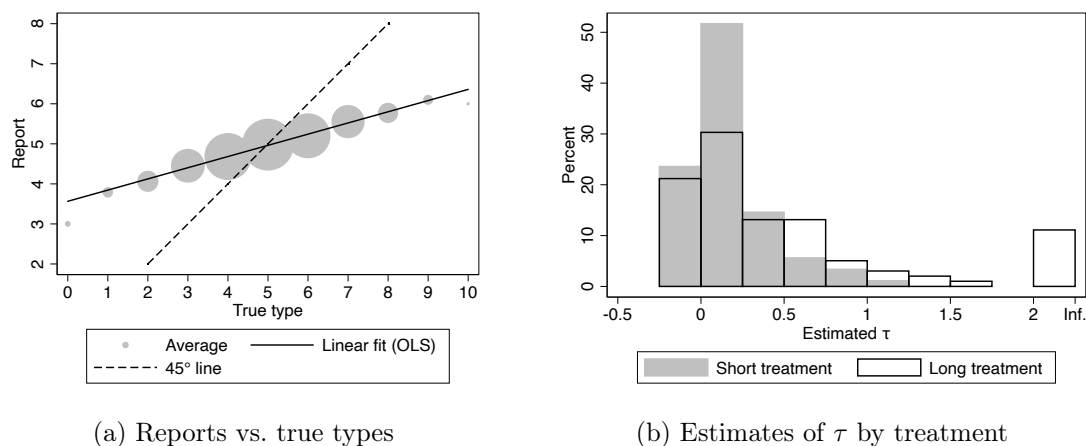 8
7
6
5
4
3
2
Report
0 1 2 3 4 5 6 7 8 9 10
True type
Average
Linear fit (OLS)
45° line
(a) Reports vs. true types
50
40
30
20
10
0
Percent
-0.5 0 0.5 1 1.5 2 Inf.
Estimated τ
Short treatment
Long treatment
(b) Estimates of τ by treatment